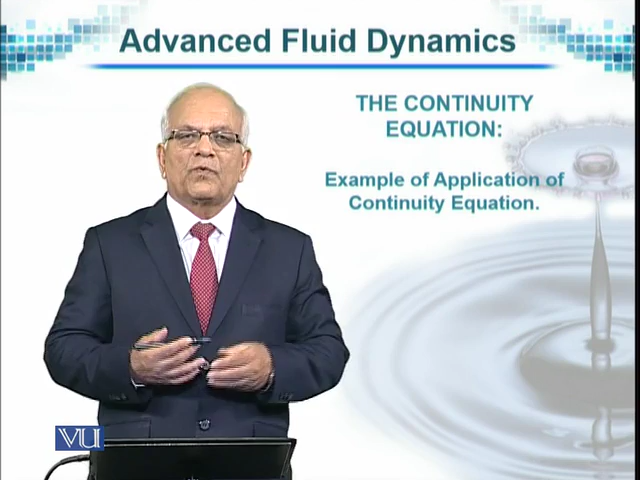 Advanced Fluid Dynamics
THE CONTINUITY
EQUATION:
Example of Application of
Continuity Equation.
VU